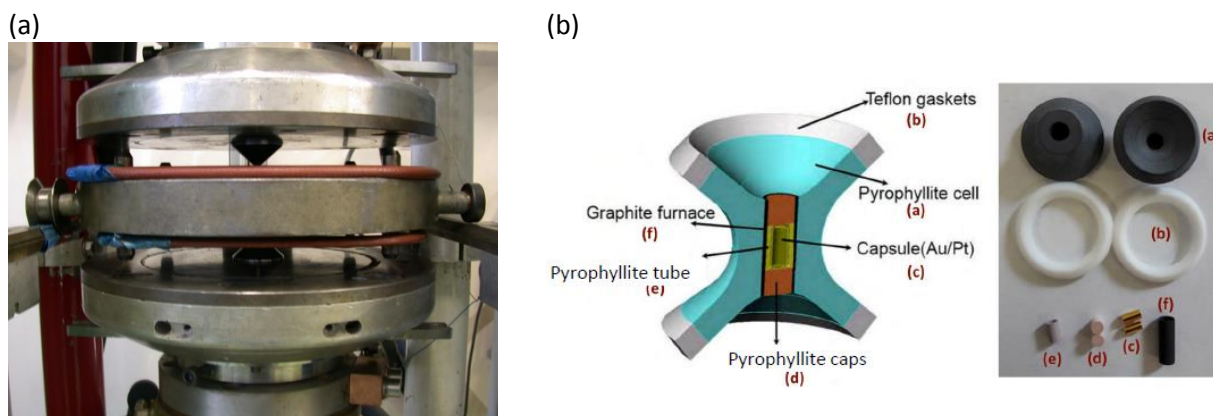 (a)
(b)
Teflon gaskets
(b)
Pyrophyllite cell
(a)
Graphite furnace
(f)
Capsule(Au/Pt)
(c)
Pyrophyllite tube
(e)
Pyrophyllite caps
(d)
(a
(b)
(f)
(e)
(d)
(c)